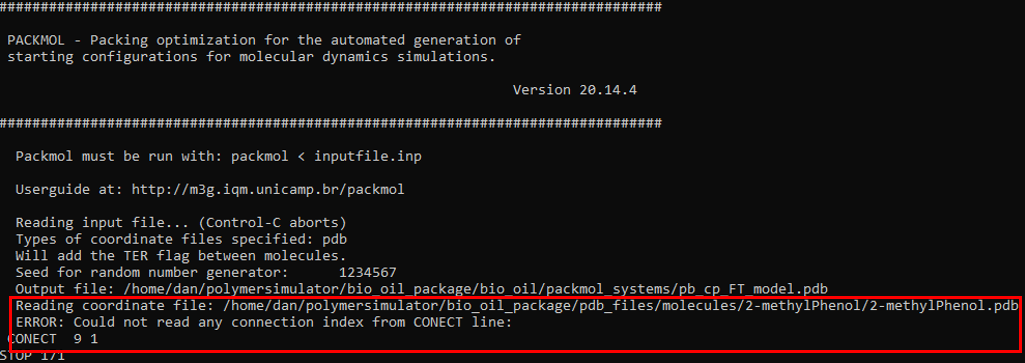 ################################################################################
PACKMOL - Packing optimization for the automated generation of
starting configurations for molecular dynamics simulations.
Version 20.14.4
################################################################################
Packmol must be run with: packmol < inputfile.inp
Userguide at: http://m3g.iqm.unicamp.br/packmol
Reading input file... (Control-C aborts)
Types of coordinate files specified: pdb
Will add the TER flag between molecules.
Seed for random number generator:      1234567
Output file: /home/dan/polymersimulator/bio_oil_package/bio_oil/packmol_systems/pb_cp_FT_model.pdb
Reading coordinate file: /home/dan/polymersimulator/bio_oil_package/pdb_files/molecules/2-methylPhenol/2-methylPhenol.pdb
ERROR: Could not read any connection index from CONECT line:
CONECT  9 1
STOP 171